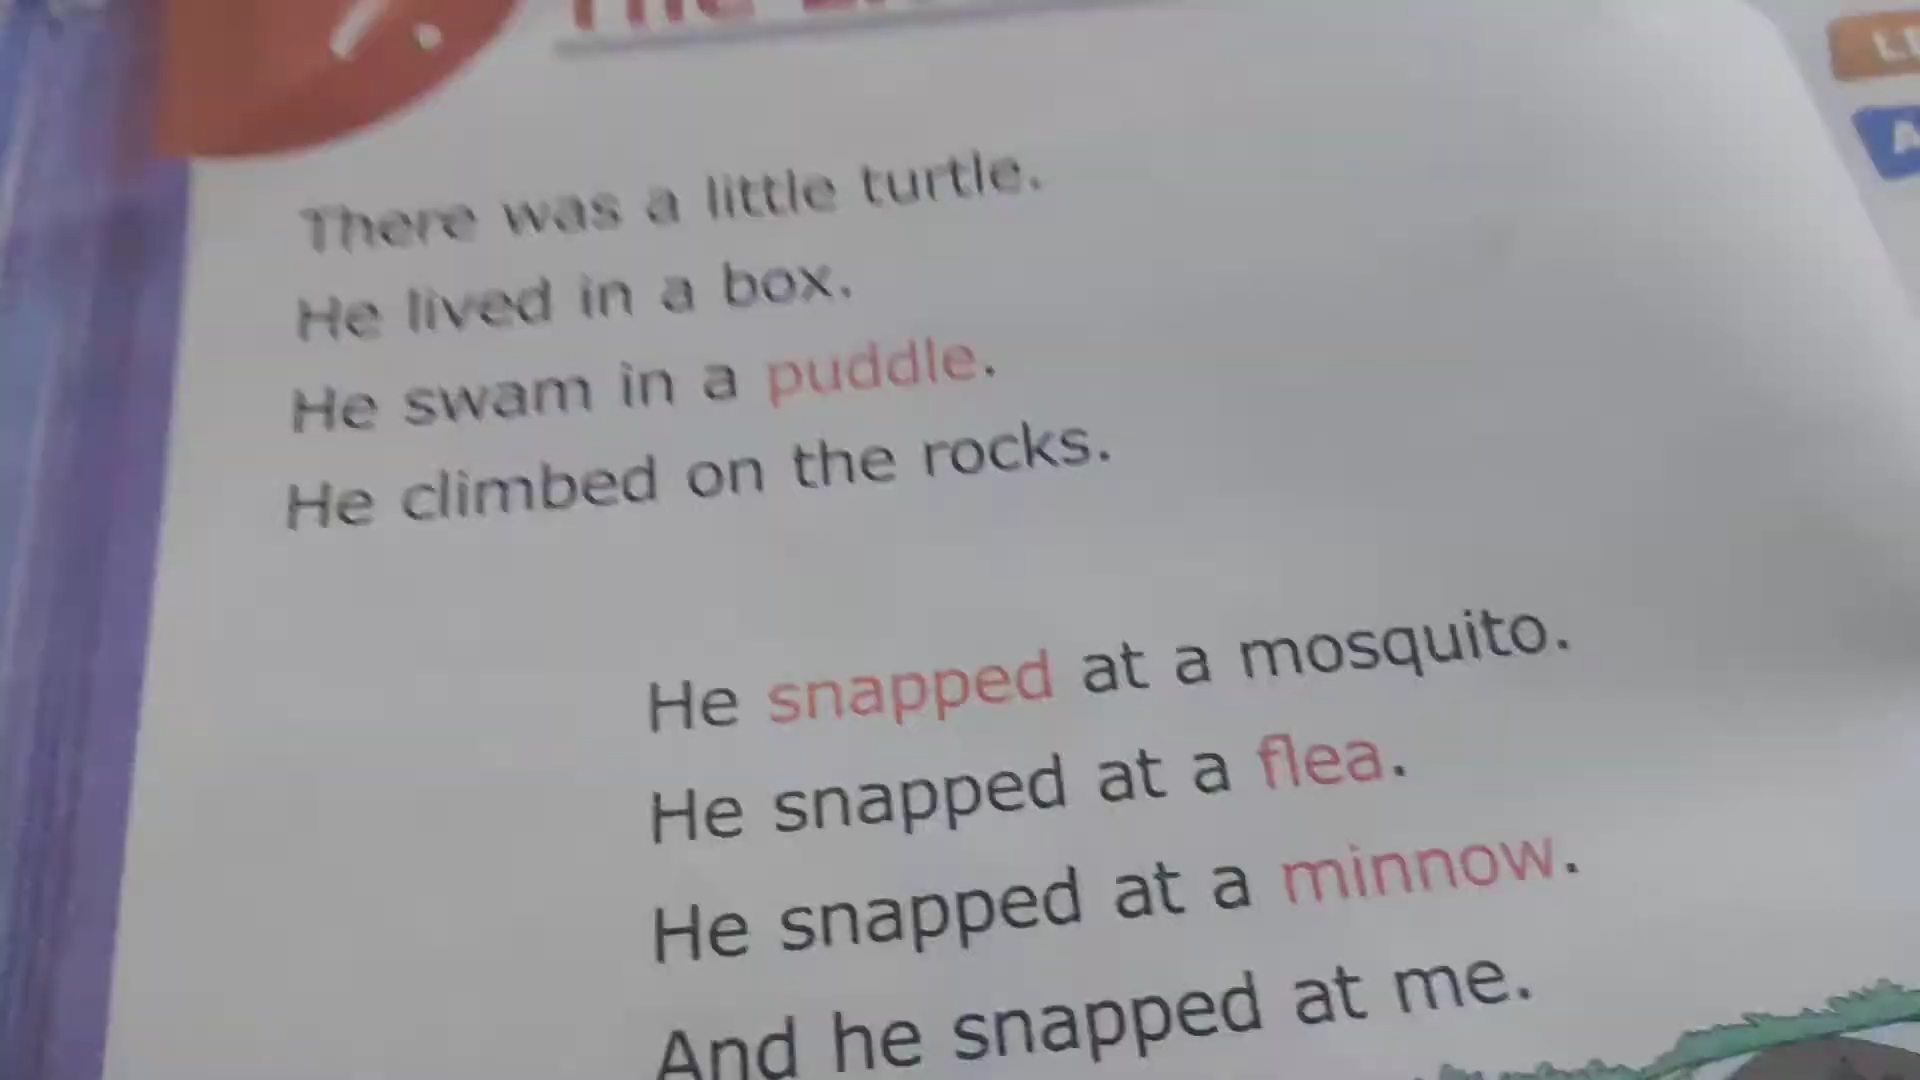 There was a little turtle.
He lived in a box.
He swam in a puddle.
He climbed on the rocks.
He snapped at a mosquito.
He snapped at a flea.
He snapped at a minnow.
And he snapped at me.